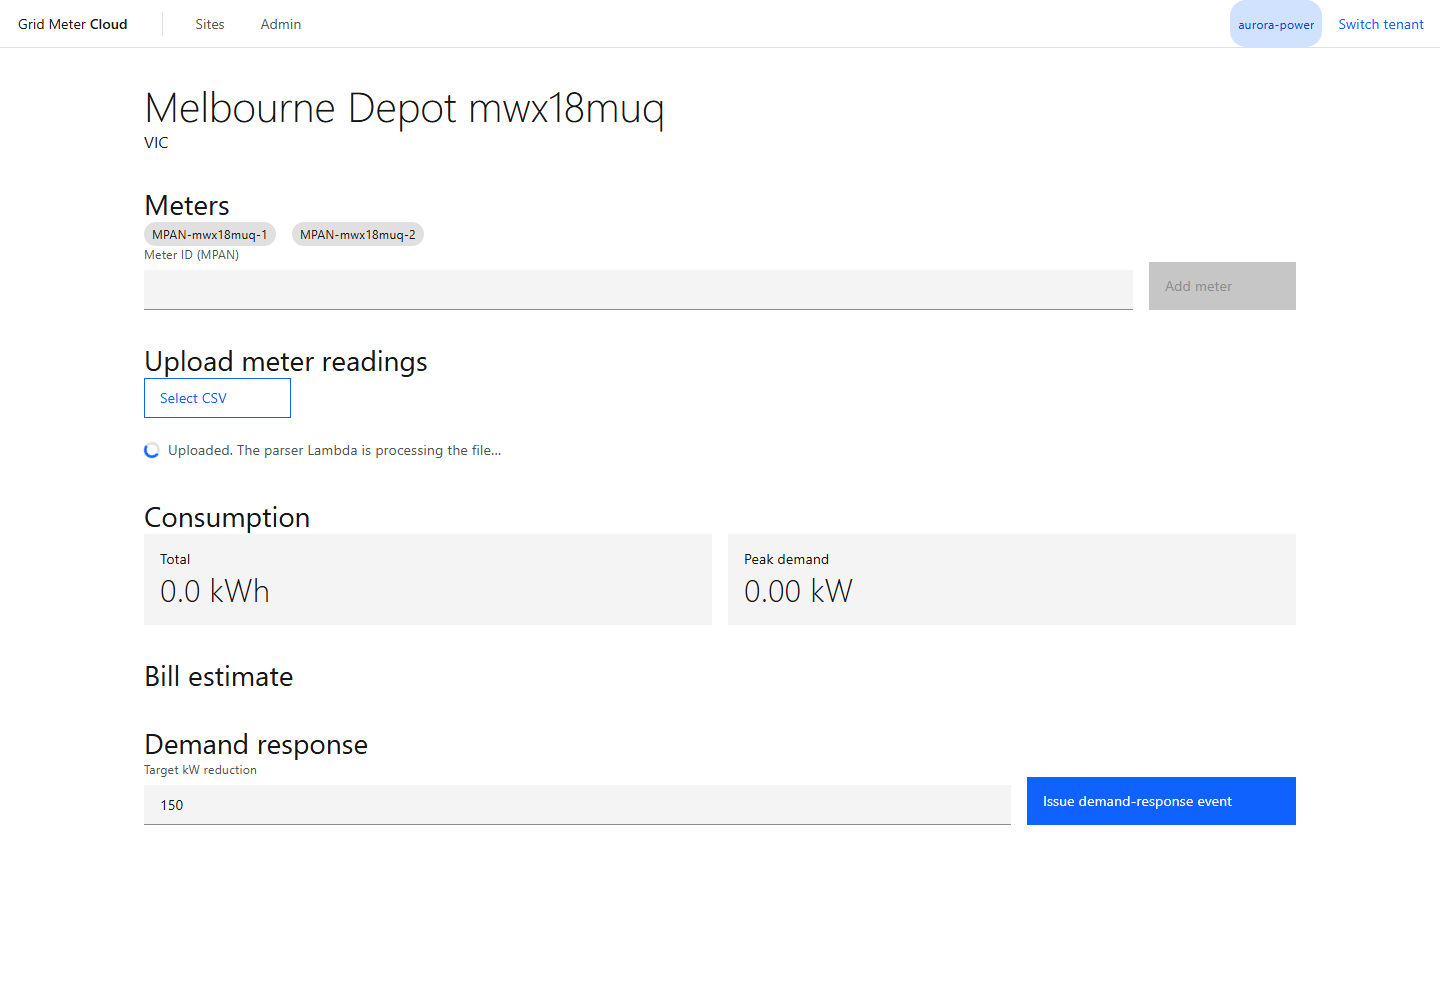 Grid Meter Cloud Sites Admin aurora-power Switch tenant
Melbourne Depot mwx18muq
VIC
Meters
MPAN-mwx18muq-1 MPAN-mwx18muq-2
Meter ID (MPAN)
Add meter
Upload meter readings
Select CSV
Uploaded. The parser Lambda is processing the file...
Consumption
Total Peak demand
0.0 kWh 0.00 kW
Bill estimate
Demand response
Target kW reduction
150 Issue demand-response event